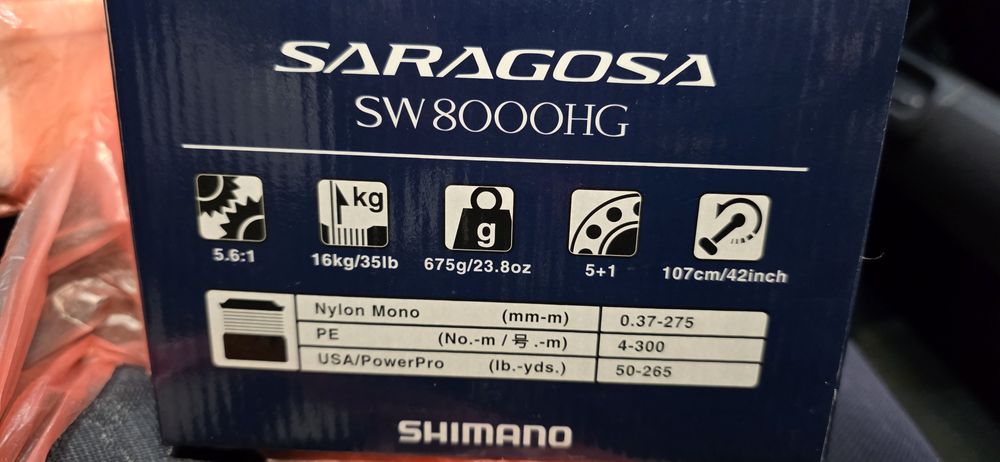 SARAGOSA
SW8000HG
kg
g
5.6:1 16kg/35lb 675g/23.8oz 5+1 107cm/42inch
Nylon Mono (mm-m) 0.37-275
PE (No.-m / 号.-m) 4-300
USA/PowerPro (lb.-yds.) 50-265
SHIMANO